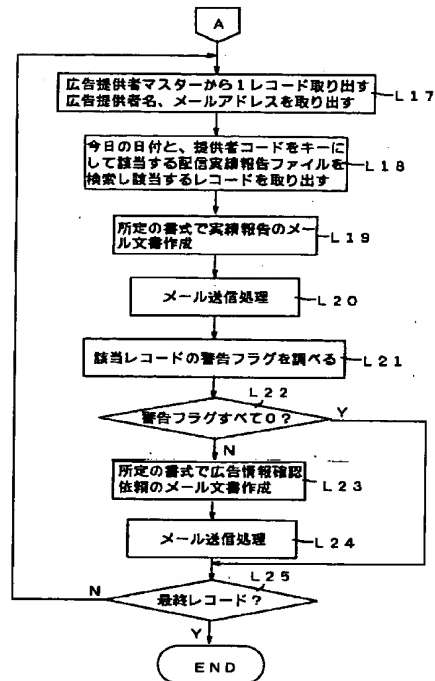 A
広告提供者マスターから1レコード取り出す
広告提供者名、メールアドレスを取り出す
L17
今日の日付と、提供者コードをキーに
して該当する配信実績報告ファイルを
検索し該当するレコードを取り出す
L18
所定の書式で実績報告のメー
ル文書作成
L19
メール送信処理
L20
該当レコードの警告フラグを調べる
L21
L22
警告フラグすべて0?
Y
N
所定の書式で広告情報確認
依頼のメール文書作成
L23
メール送信処理
L24
L25
N
最終レコード?
Y
END